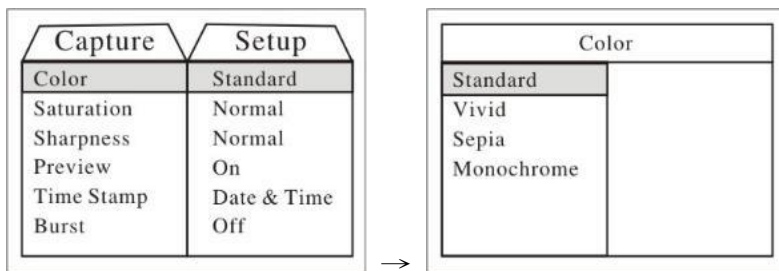 Capture Setup
Color Standard
Saturation Normal
Sharpness Normal
Preview On
Time Stamp Date & Time
Burst Off
→
Color
Standard
Vivid
Sepia
Monochrome